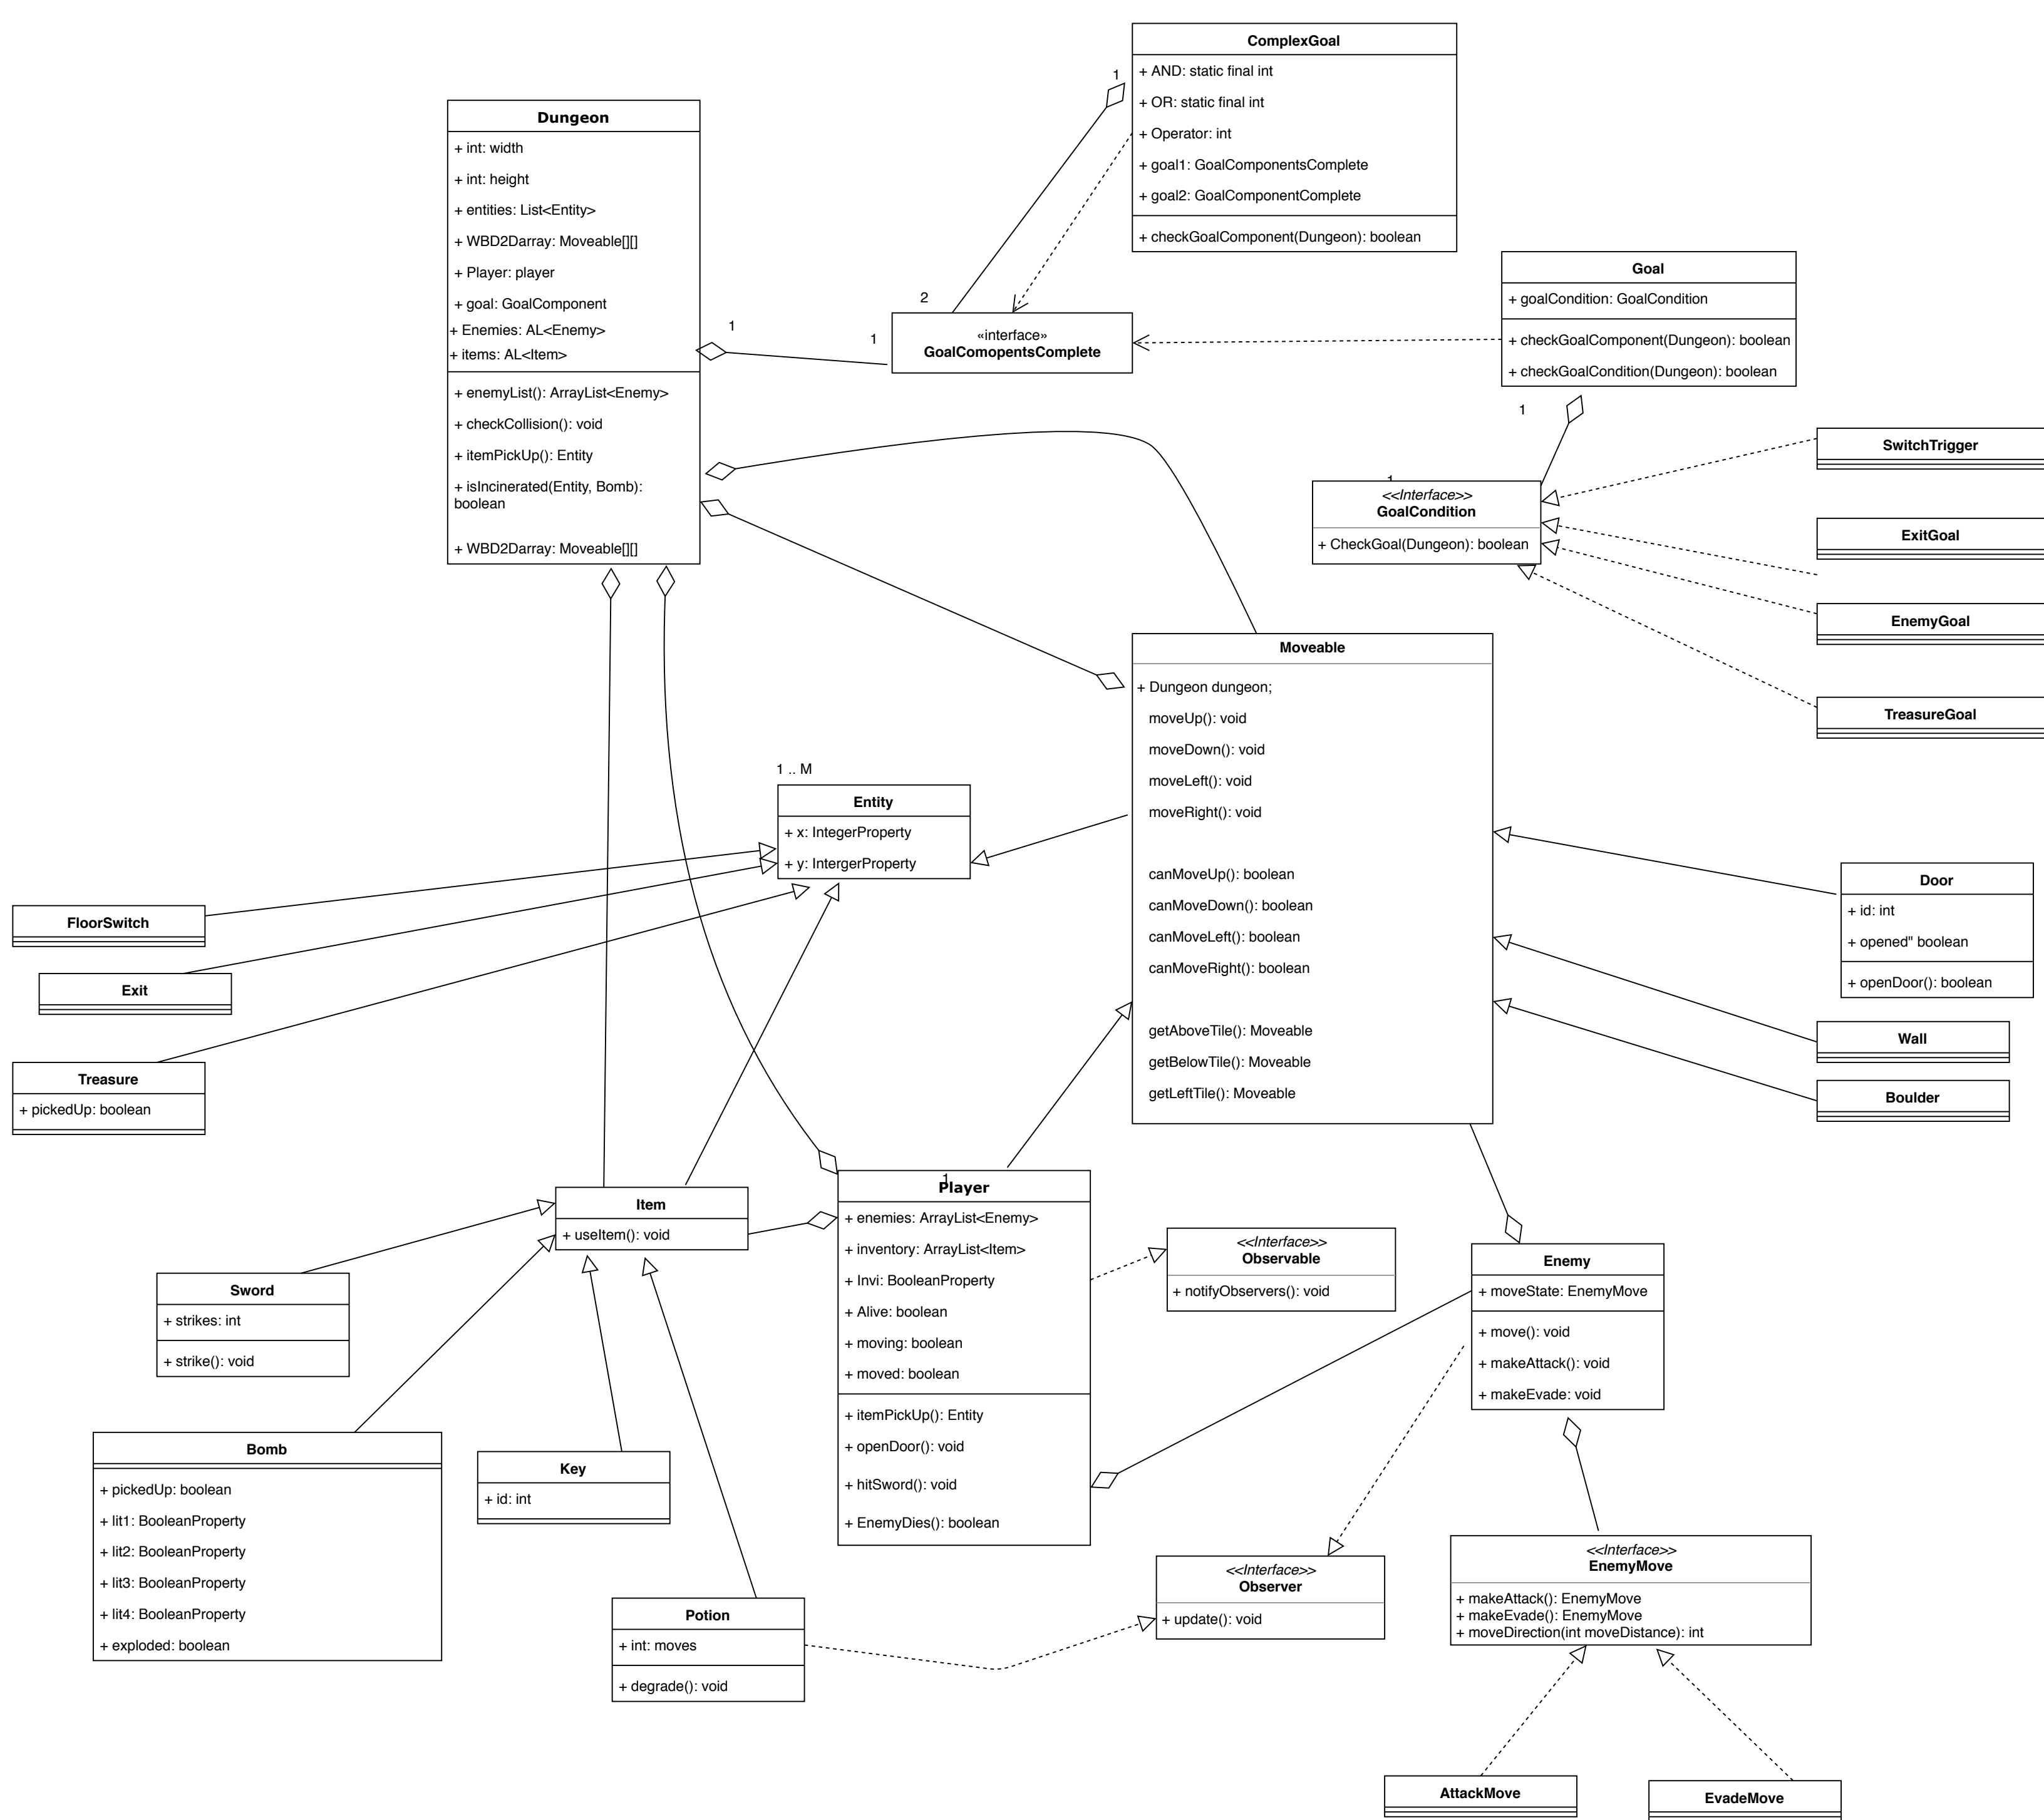 ComplexGoal
+ AND: static final int
+ OR: static final int
+ Operator: int
+ goal1: GoalComponentsComplete
+ goal2: GoalComponentComplete
+ checkGoalComponent(Dungeon): boolean
1
2
Dungeon
+ int: width
+ int: height
+ entities: List<Entity>
+ WBD2Darray: Moveable[][]
+ Player: player
+ goal: GoalComponent
+ Enemies: AL<Enemy>
+ items: AL<Item>
+ enemyList(): ArrayList<Enemy>
+ checkCollision(): void
+ itemPickUp(): Entity
+ isIncinerated(Entity, Bomb):
boolean
+ WBD2Darray: Moveable[][]
1
1
«interface»
GoalComopentsComplete
Goal
+ goalCondition: GoalCondition
+ checkGoalComponent(Dungeon): boolean
+ checkGoalCondition(Dungeon): boolean
1
1
<<Interface>>
GoalCondition
+ CheckGoal(Dungeon): boolean
SwitchTrigger
ExitGoal
EnemyGoal
TreasureGoal
Moveable
+ Dungeon dungeon;
moveUp(): void
moveDown(): void
moveLeft(): void
moveRight(): void
canMoveUp(): boolean
canMoveDown(): boolean
canMoveLeft(): boolean
canMoveRight(): boolean
getAboveTile(): Moveable
getBelowTile(): Moveable
getLeftTile(): Moveable
1 .. M
Entity
+ x: IntegerProperty
+ y: IntergerProperty
FloorSwitch
Exit
Treasure
+ pickedUp: boolean
Door
+ id: int
+ opened" boolean
+ openDoor(): boolean
Wall
Boulder
Item
+ useItem(): void
1
Player
+ enemies: ArrayList<Enemy>
+ inventory: ArrayList<Item>
+ Invi: BooleanProperty
+ Alive: boolean
+ moving: boolean
+ moved: boolean
+ itemPickUp(): Entity
+ openDoor(): void
+ hitSword(): void
+ EnemyDies(): boolean
<<Interface>>
Observable
+ notifyObservers(): void
Enemy
+ moveState: EnemyMove
+ move(): void
+ makeAttack(): void
+ makeEvade: void
Sword
+ strikes: int
+ strike(): void
Bomb
+ pickedUp: boolean
+ lit1: BooleanProperty
+ lit2: BooleanProperty
+ lit3: BooleanProperty
+ lit4: BooleanProperty
+ exploded: boolean
Key
+ id: int
Potion
+ int: moves
+ degrade(): void
<<Interface>>
Observer
+ update(): void
<<Interface>>
EnemyMove
+ makeAttack(): EnemyMove
+ makeEvade(): EnemyMove
+ moveDirection(int moveDistance): int
AttackMove
EvadeMove